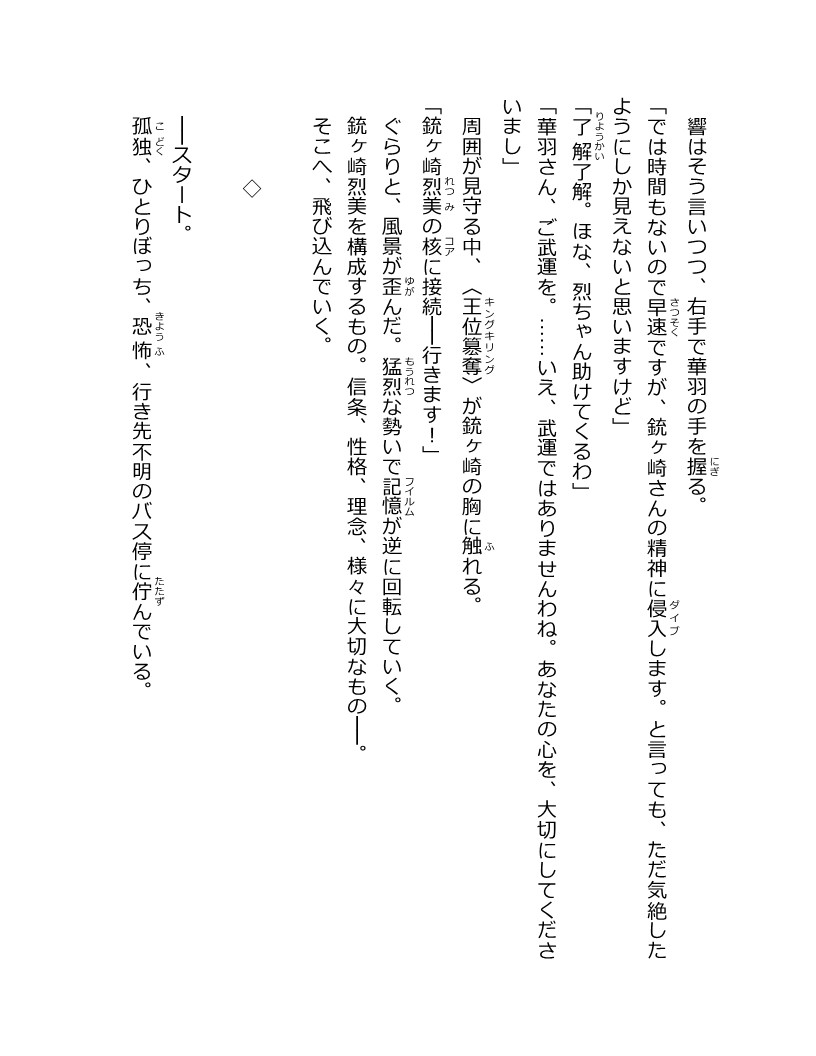 響はそう言いつつ、右手で華羽の手を握る。
「では時間もないので早速ですが、銃ヶ崎さんの精神に侵入します。と言っても、ただ気絶した
ようにしか見えないと思いますけど」
「了解了解。ほな、烈ちゃん助けてくるわ」
「華羽さん、ご武運を。……いえ、武運ではありませんわね。あなたの心を、大切にしてくださ
いまし」
周囲が見守る中、〈王位簒奪〉が銃ヶ崎の胸に触れる。
「銃ヶ崎烈美の核に接続──行きます！」
ぐらりと、風景が歪んだ。猛烈な勢いで記憶が逆に回転していく。
銃ヶ崎烈美を構成するもの。信条、性格、理念、様々に大切なもの──。
そこへ、飛び込んでいく。
◇
──スタート。
孤独、ひとりぼっち、恐怖、行き先不明のバス停に佇んでいる。